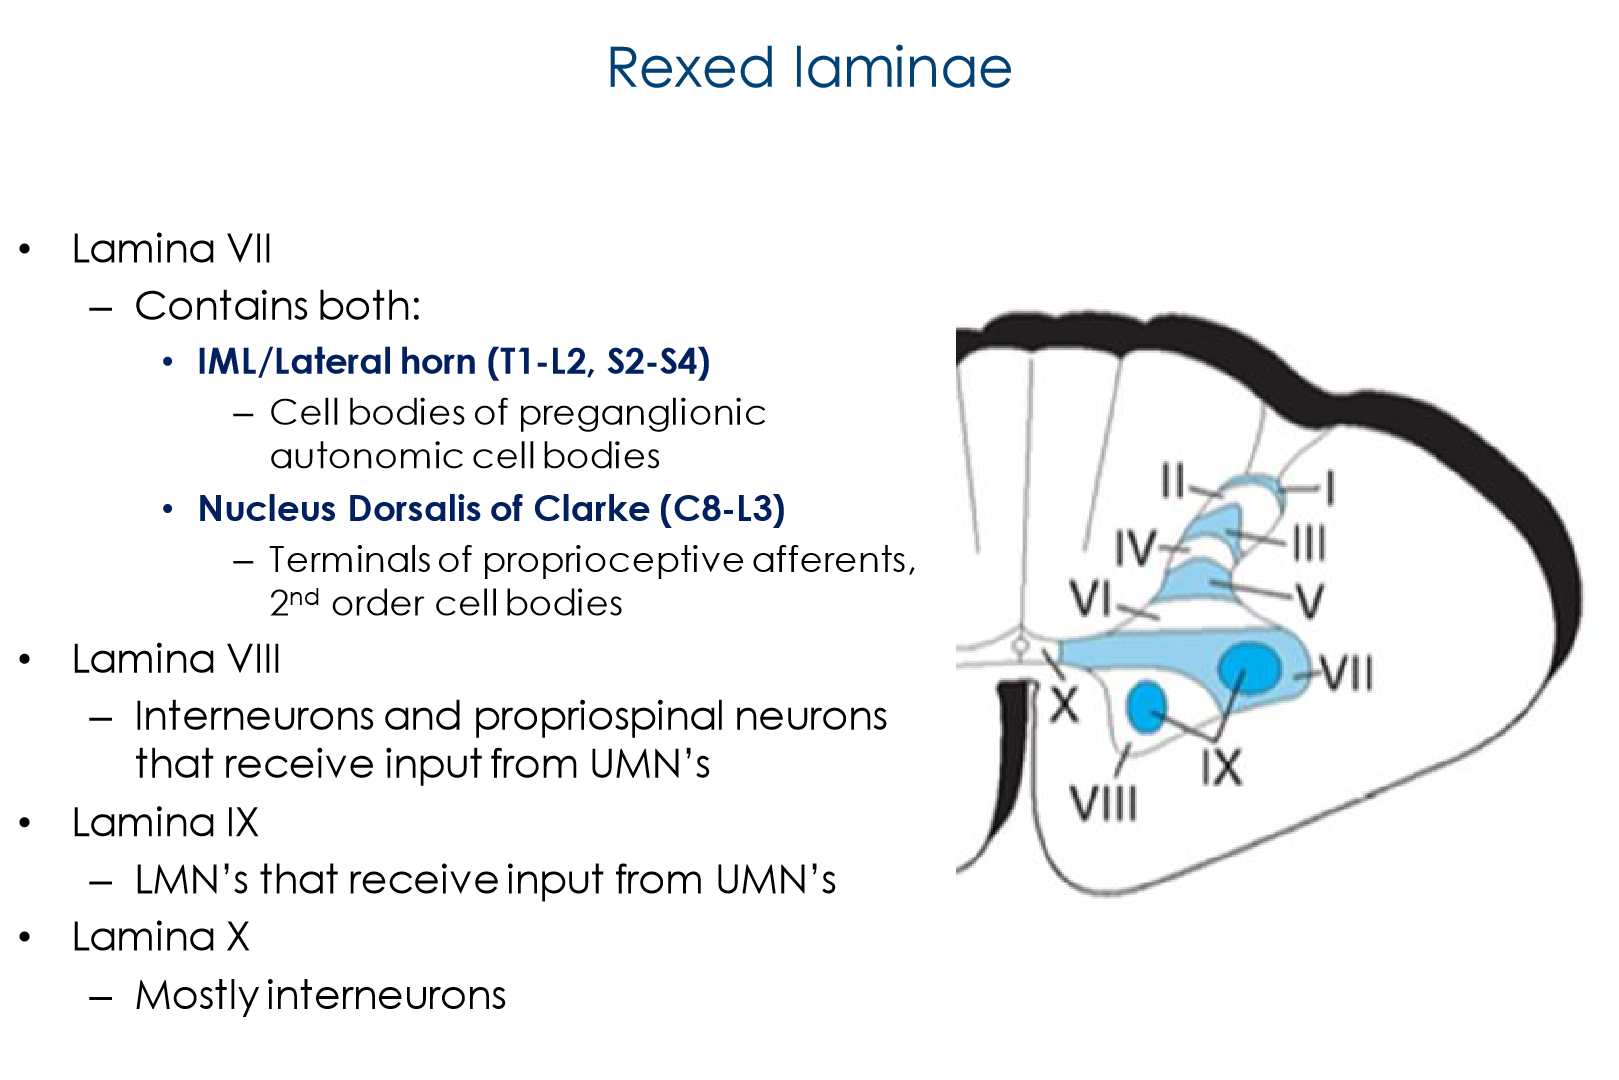 Rexed laminae
• Lamina VII
– Contains both:
• IML/Lateral horn (T1-L2, S2-S4)
– Cell bodies of preganglionic
autonomic cell bodies
• Nucleus Dorsalis of Clarke (C8-L3)
– Terminals of proprioceptive afferents,
2nd order cell bodies
• Lamina VIII
– Interneurons and propriospinal neurons
that receive input from UMN's
• Lamina IX
– LMN's that receive input from UMN's
• Lamina X
– Mostly interneurons
II
I
IV
III
VI
V
VII
X
IX
VIII